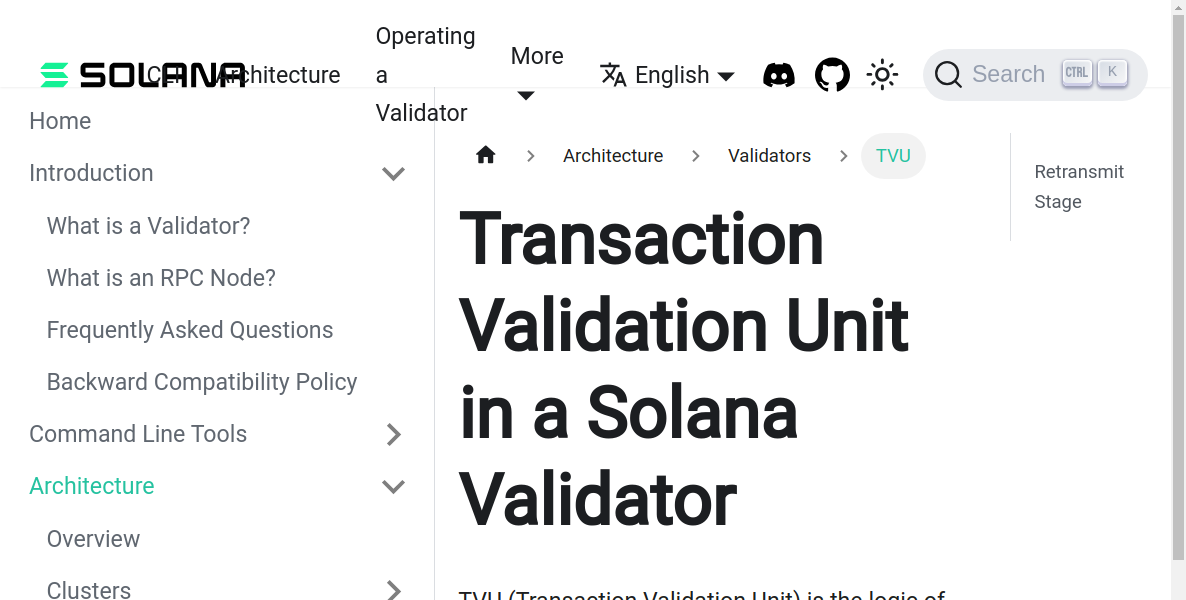 SOLANA
CLI
Architecture
Operating
a
Validator
More
English
Search
CTRL
K
Home
Introduction
What is a Validator?
What is an RPC Node?
Frequently Asked Questions
Backward Compatibility Policy
Command Line Tools
Architecture
Overview
Clusters
Architecture
Validators
TVU
Transaction
Validation Unit
in a Solana
Validator
TVU (Transaction Validation Unit) is the logic of
Retransmit
Stage